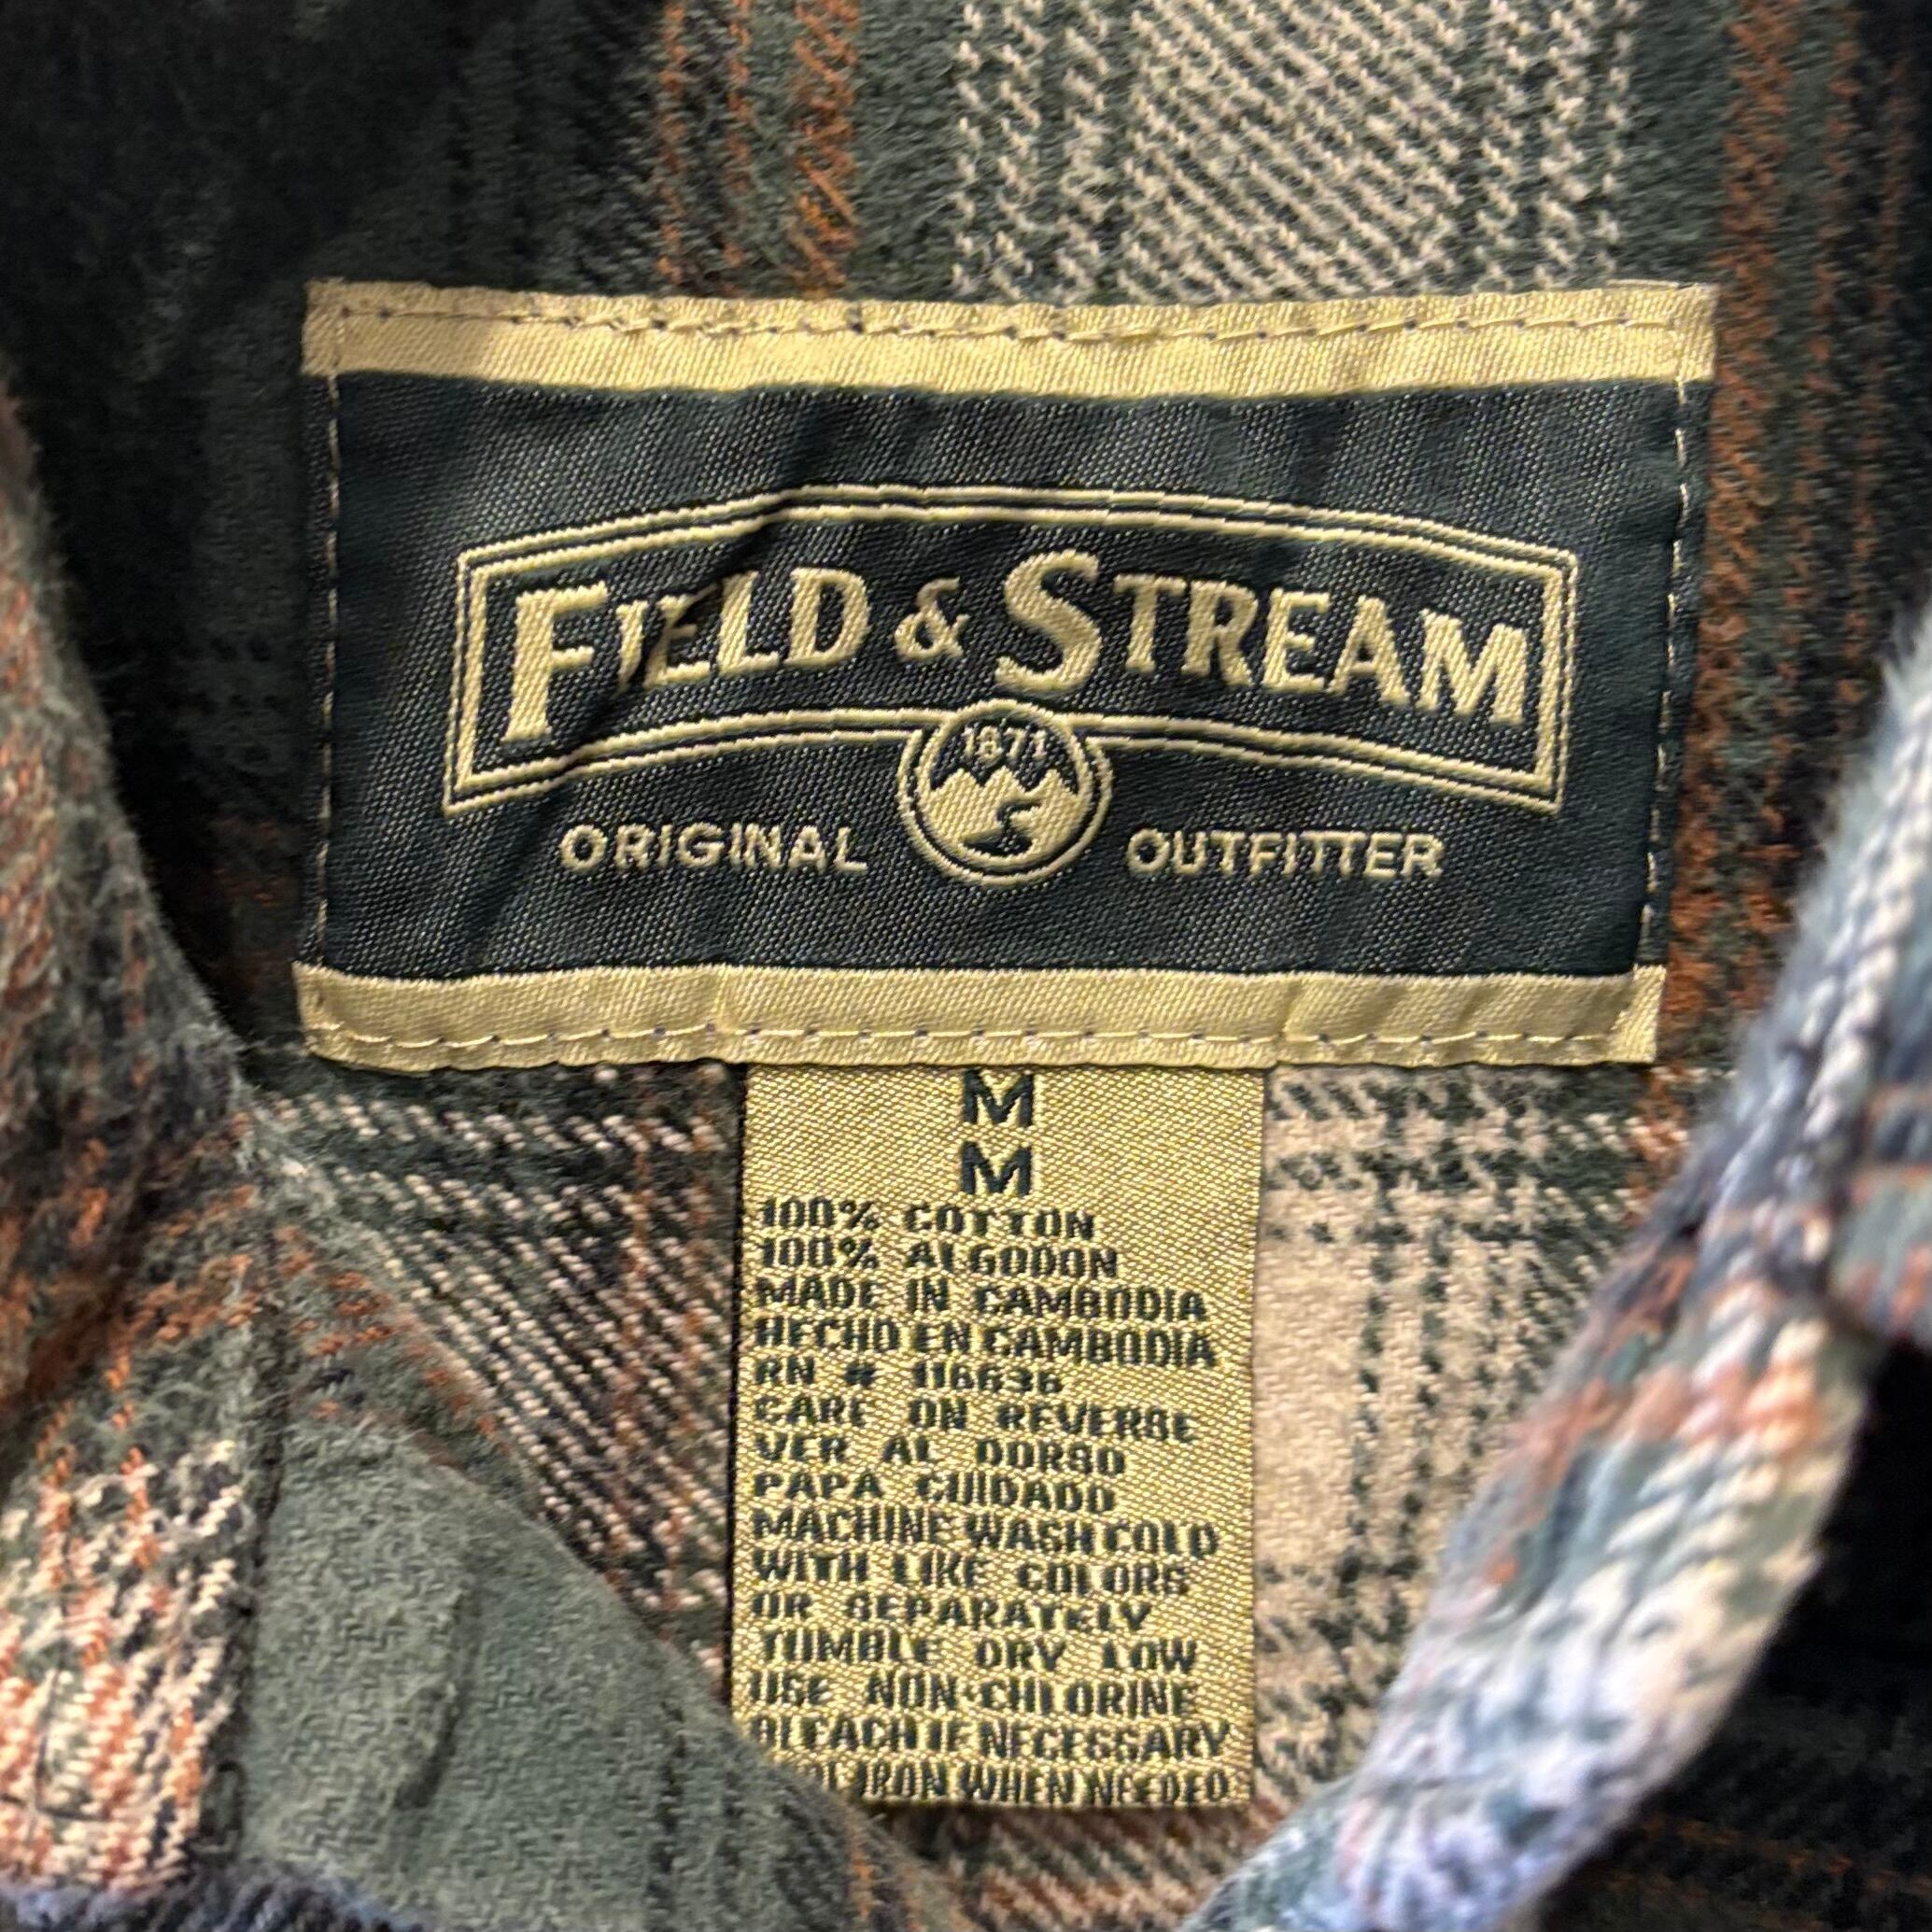 FIELD & STREAM
1871
ORIGINAL OUTFITTER
M
M
100% COTTON
100% ALGODON
MADE IN CAMBODIA
HECHO EN CAMBODIA
RN # 116636
CARE ON REVERSE
VER AL DORSO
PAPA CUIDADO
MACHINE WASH COLD
WITH LIKE COLORS
OR SEPARATELY
TUMBLE DRY LOW
USE NON-CHLORINE
BLEACH IF NECESSARY
IRON WHEN NEEDED